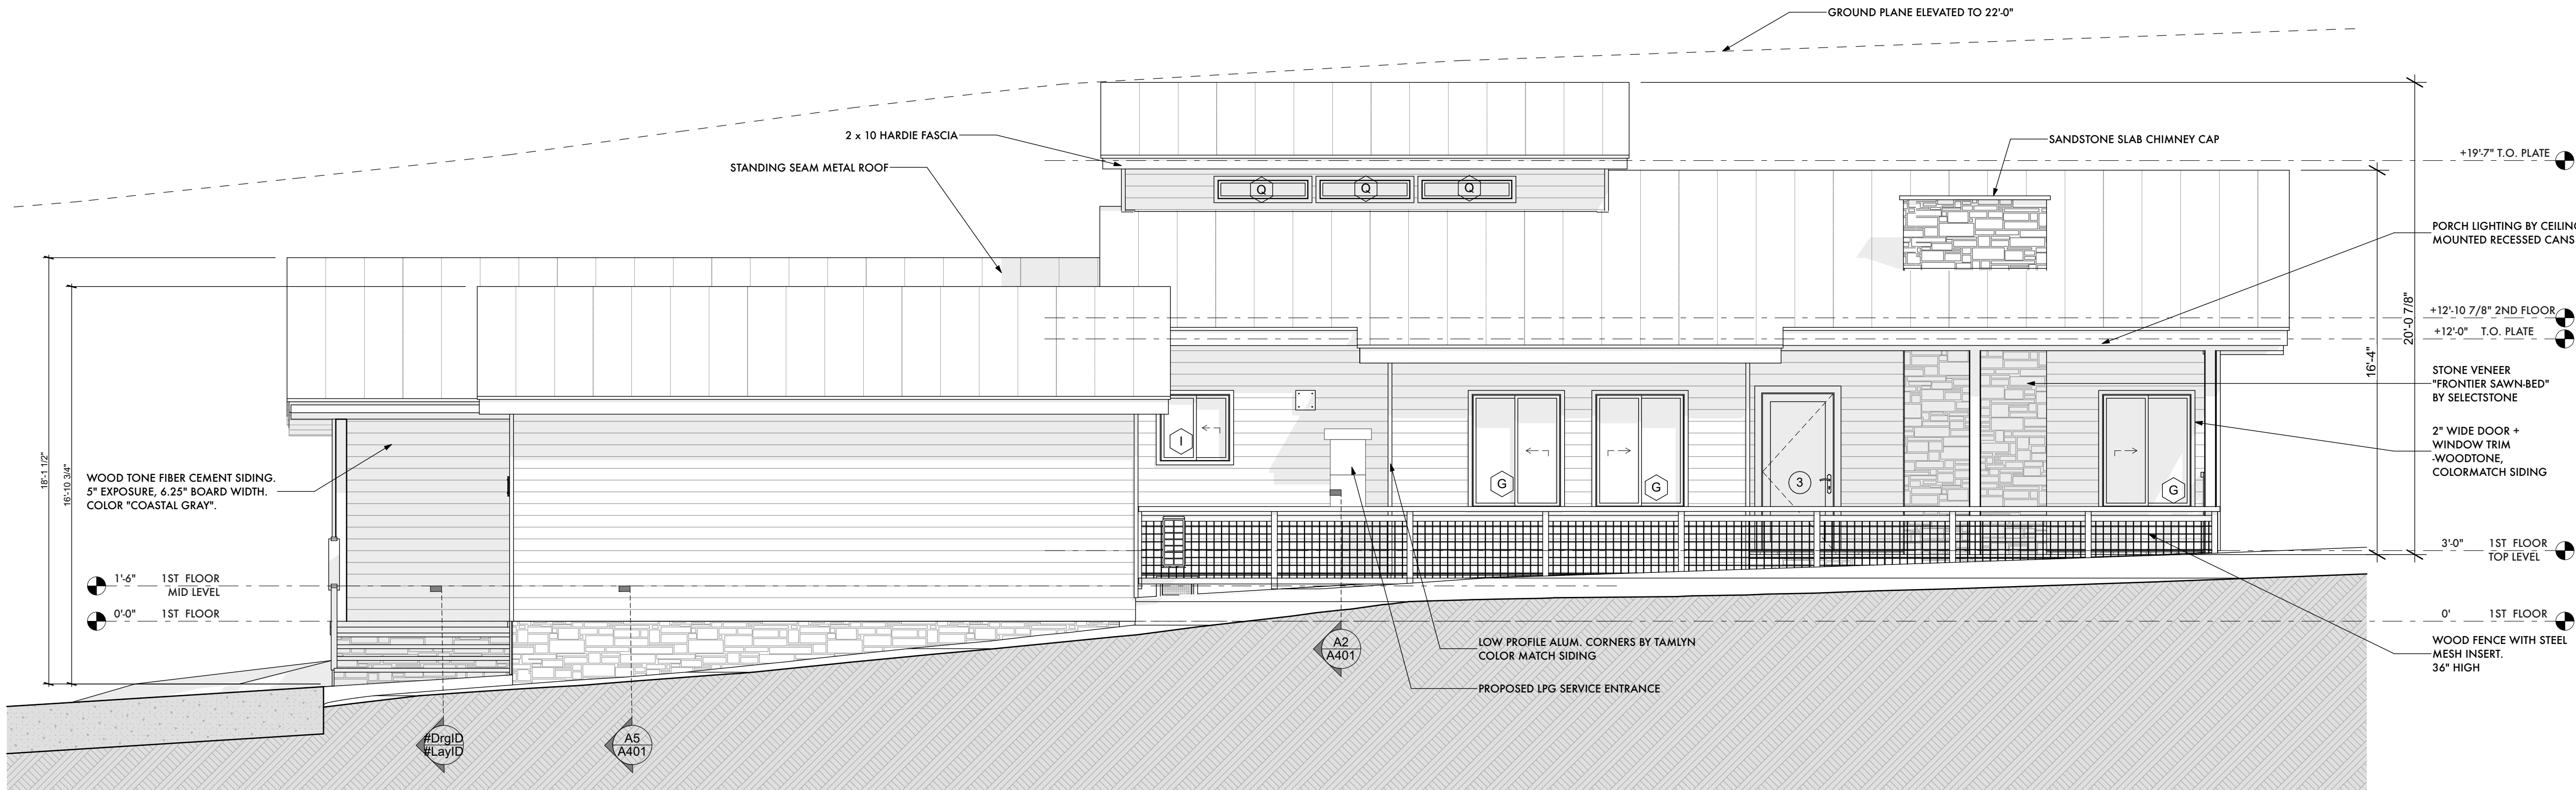 GROUND PLANE ELEVATED TO 22'-0"
2 x 10 HARDIE FASCIA
STANDING SEAM METAL ROOF
SANDSTONE SLAB CHIMNEY CAP
+19'-7" T.O. PLATE
Q
Q
Q
PORCH LIGHTING BY CEILING
MOUNTED RECESSED CANS
+12'-10 7/8" 2ND FLOOR
+12'-0" T.O. PLATE
20'-0 7/8"
16'-4"
STONE VENEER
"FRONTIER SAWN-BED"
BY SELECTSTONE
2" WIDE DOOR +
WINDOW TRIM
-WOODTONE,
COLORMATCH SIDING
18'-1 1/2"
16'-10 3/4"
WOOD TONE FIBER CEMENT SIDING.
5" EXPOSURE, 6.25" BOARD WIDTH.
COLOR "COASTAL GRAY".
I
G
G
3
G
3'-0" 1ST FLOOR
TOP LEVEL
1'-6" 1ST FLOOR
MID LEVEL
0'-0" 1ST FLOOR
0' 1ST FLOOR
WOOD FENCE WITH STEEL
MESH INSERT.
36" HIGH
A2
A401
LOW PROFILE ALUM. CORNERS BY TAMLYN
COLOR MATCH SIDING
PROPOSED LPG SERVICE ENTRANCE
#DrgID
#LayID
A5
A401